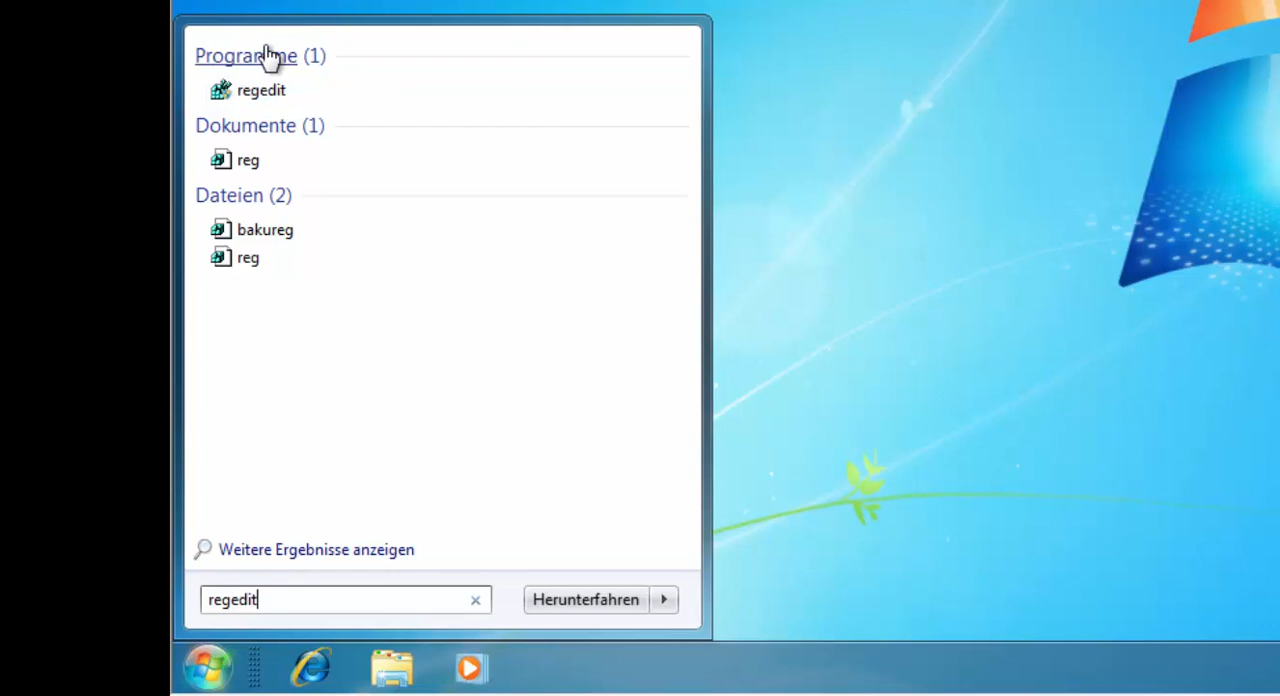 Programme (1)
regedit
Dokumente (1)
reg
Dateien (2)
bakureg
reg
Weitere Ergebnisse anzeigen
regedit
Herunterfahren